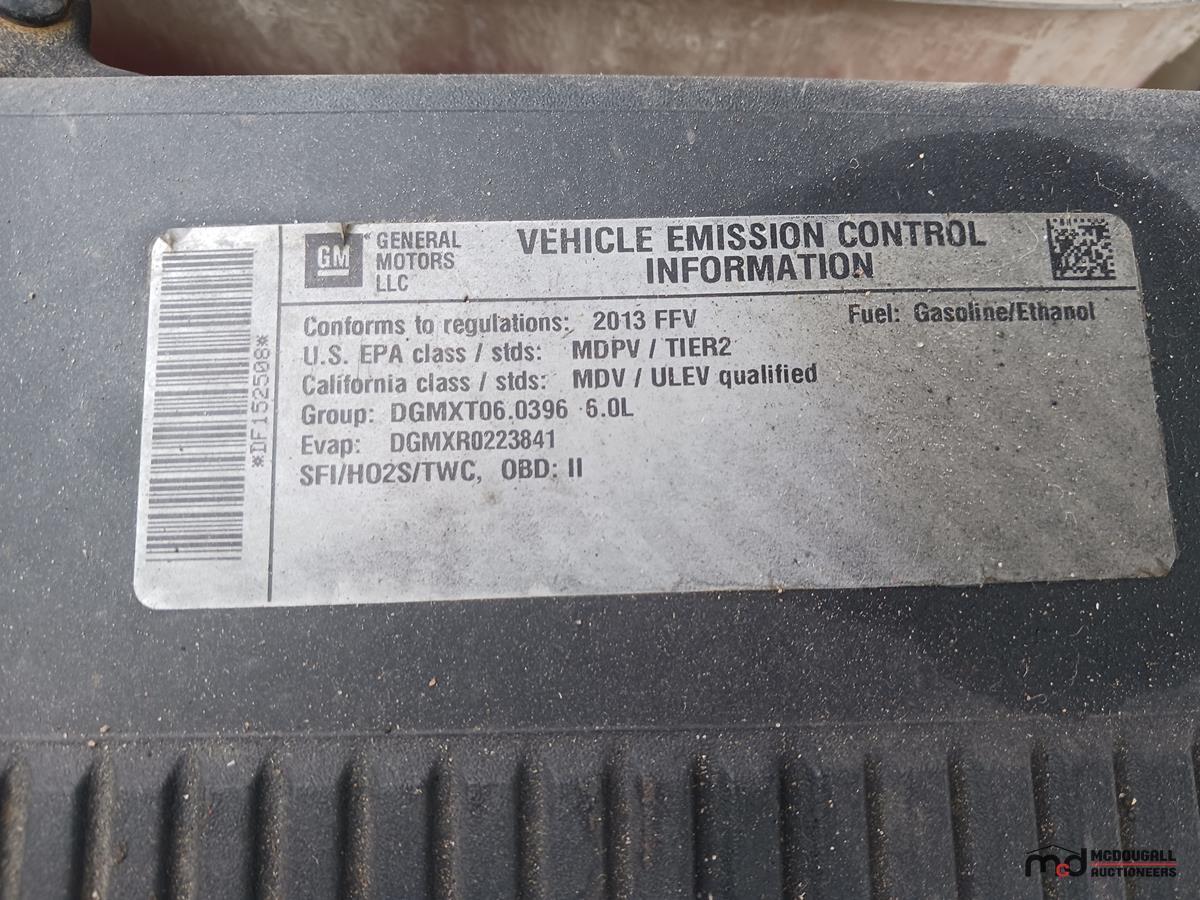 GM
GENERAL
MOTORS
LLC
VEHICLE EMISSION CONTROL
INFORMATION
Conforms to regulations: 2013 FFV
Fuel: Gasoline/Ethanol
U.S. EPA class / stds: MDPV / TIER2
California class / stds: MDV / ULEV qualified
Group: DGMXT06.0396 6.0L
Evap: DGMXR0223841
SFI/HO2S/TWC, OBD: II
*DF152508*
mcd
MCDOUGALL
AUCTIONEERS